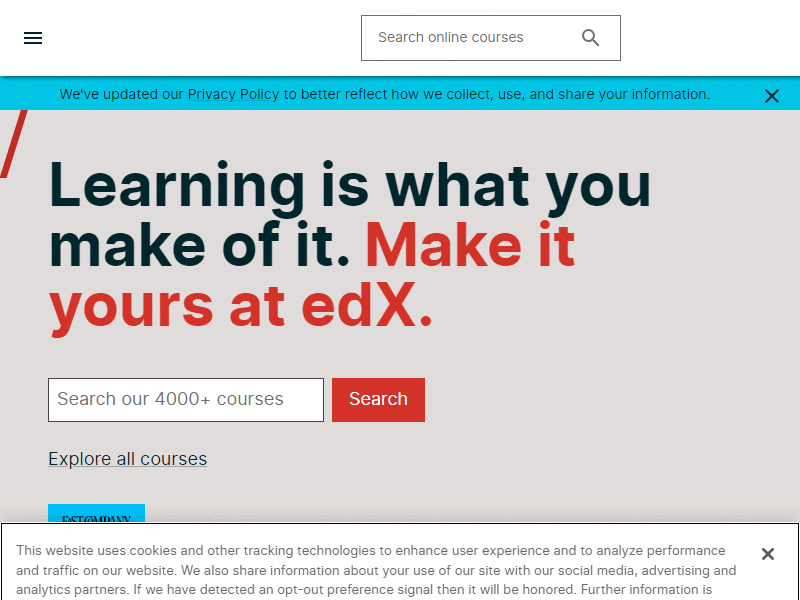 Search online courses
We've updated our Privacy Policy to better reflect how we collect, use, and share your information.
Learning is what you
make of it. Make it
yours at edX.
Search our 4000+ courses
Search
Explore all courses
FAST COMPANY
This website uses cookies and other tracking technologies to enhance user experience and to analyze performance
and traffic on our website. We also share information about your use of our site with our social media, advertising and
analytics partners. If we have detected an opt-out preference signal then it will be honored. Further information is